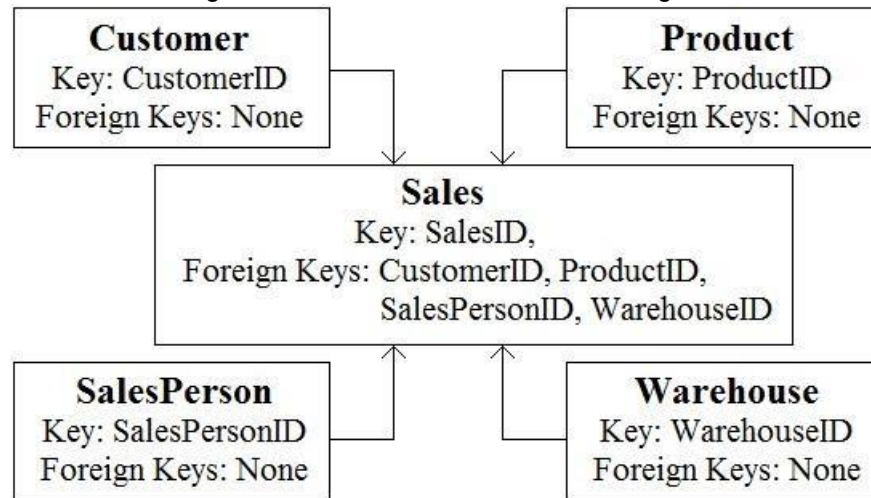 Customer
Key: CustomerID
Foreign Keys: None
Product
Key: ProductID
Foreign Keys: None
Sales
Key: SalesID,
Foreign Keys: CustomerID, ProductID,
SalesPersonID, WarehouseID
SalesPerson
Key: SalesPersonID
Foreign Keys: None
Warehouse
Key: WarehouseID
Foreign Keys: None